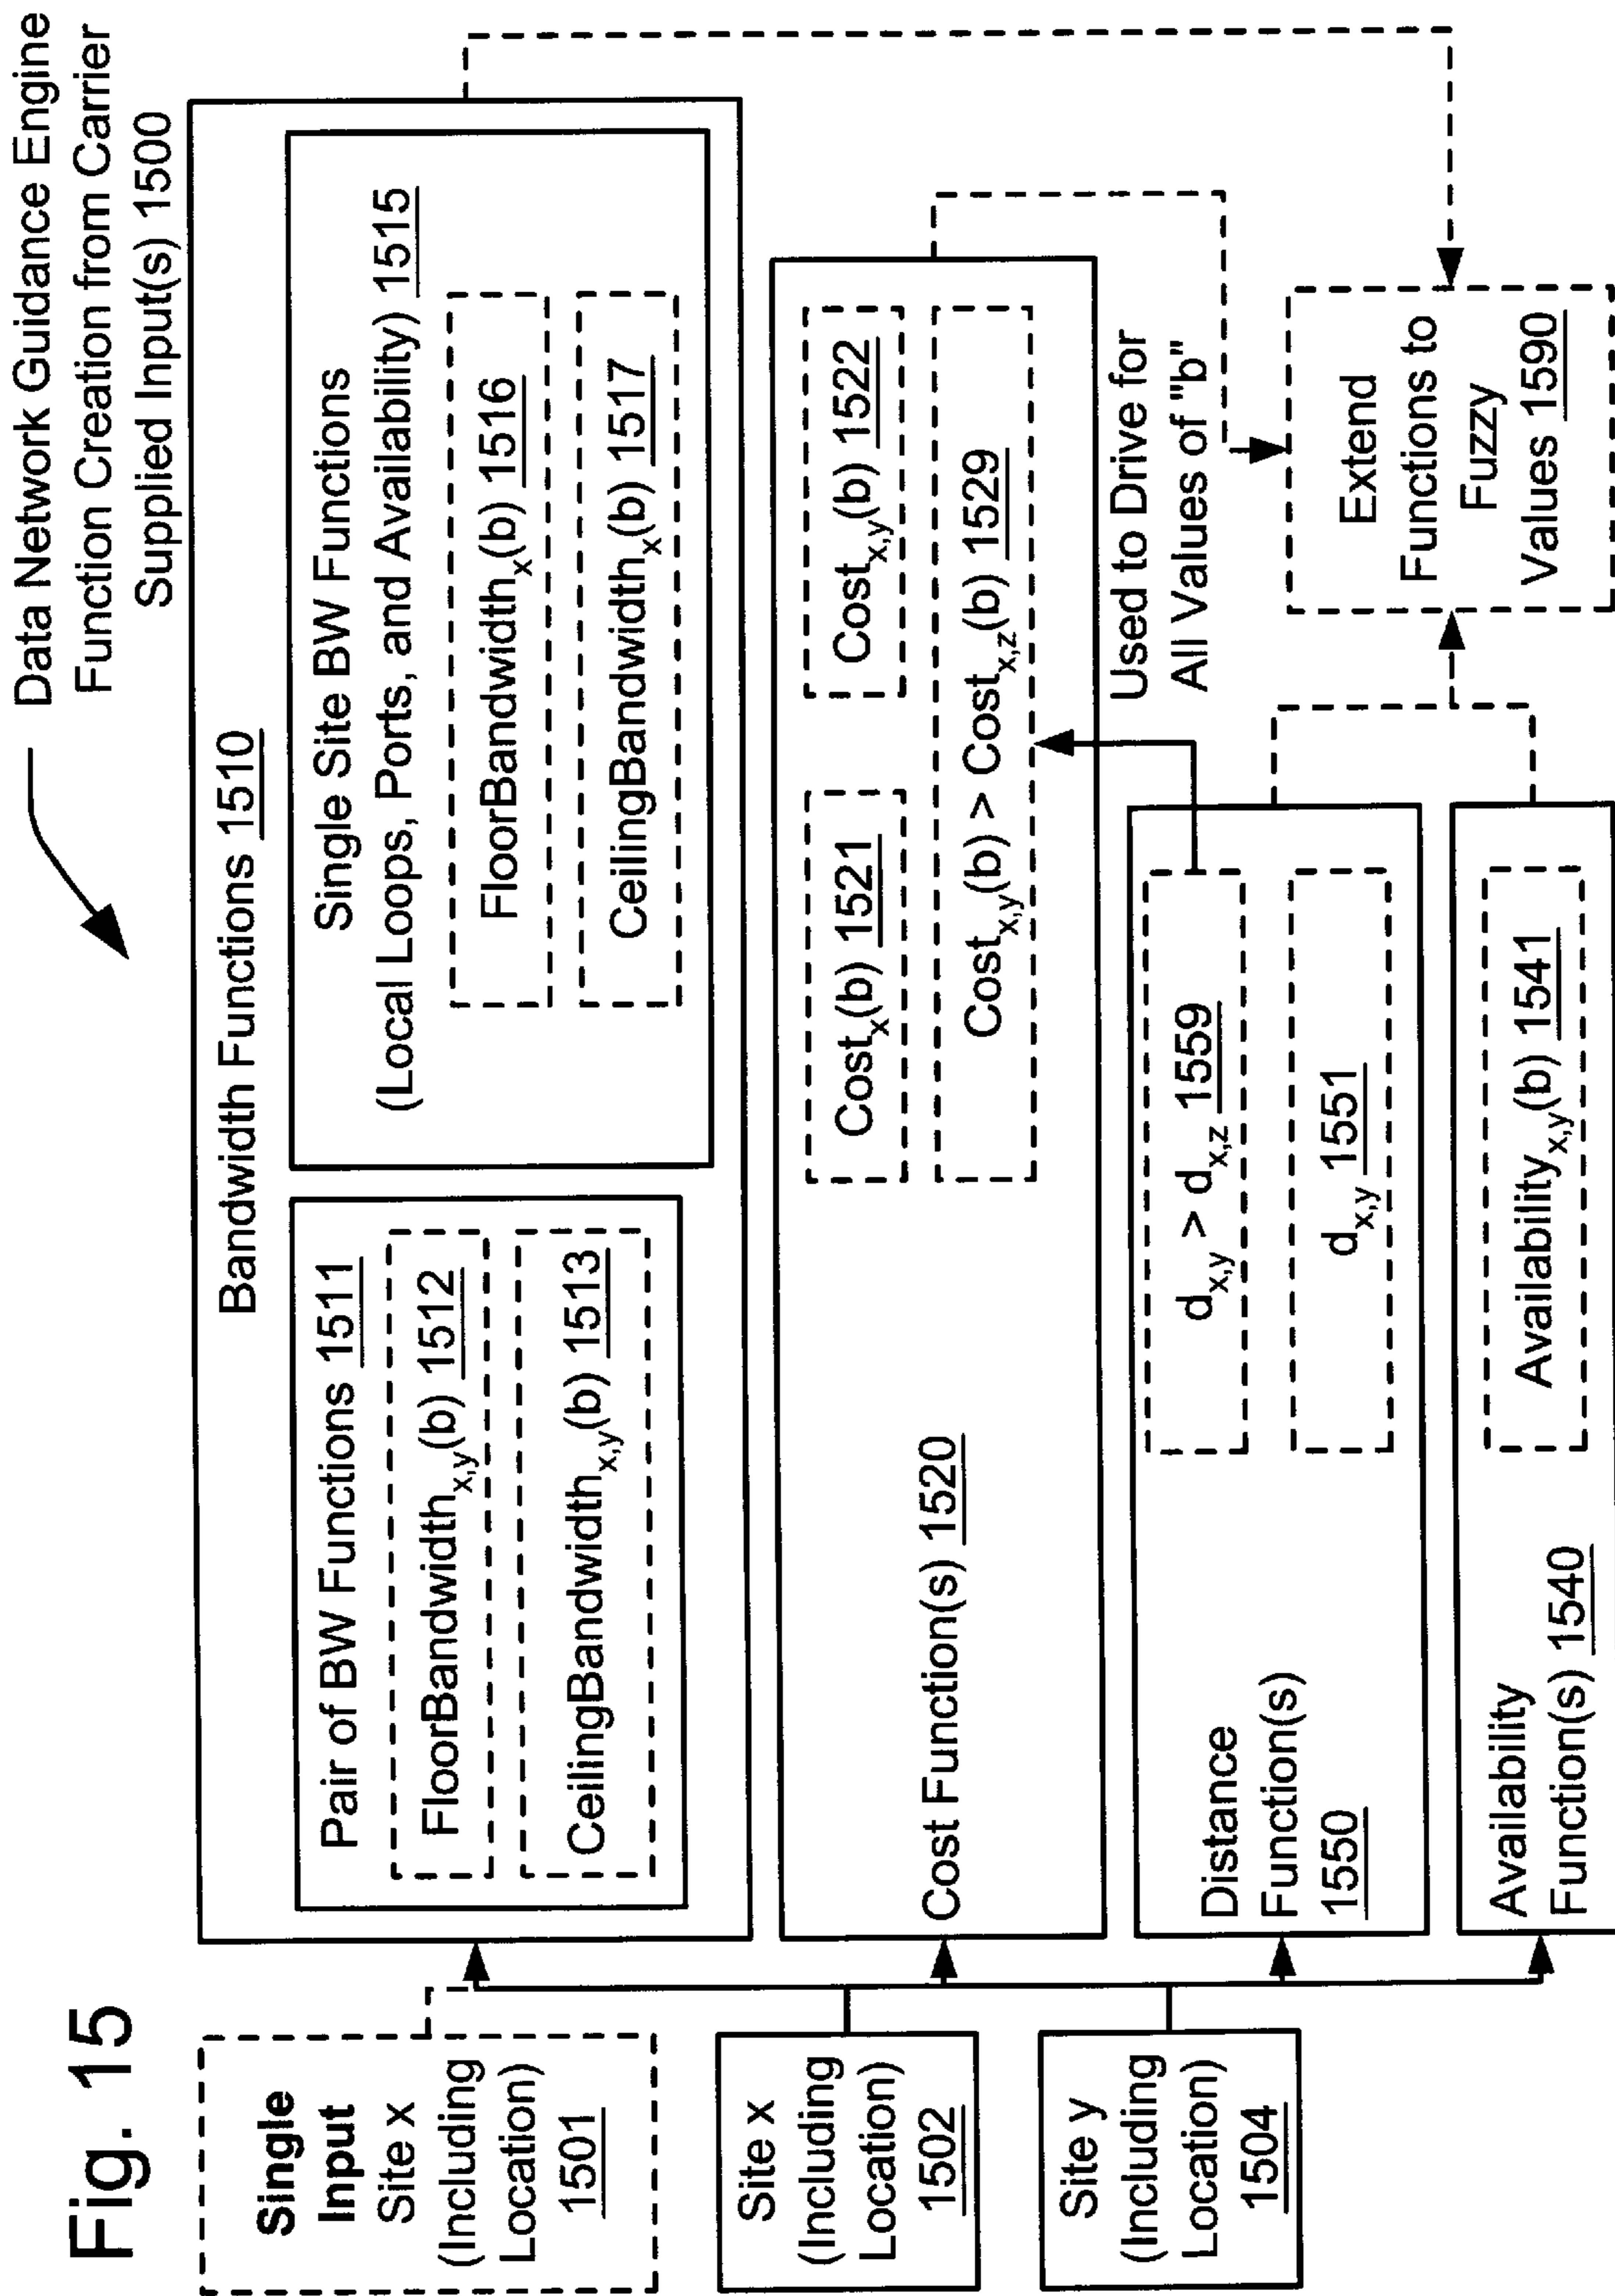 Fig. 15
Data Network Guidance Engine
Function Creation from Carrier
Supplied Input(s) 1500
Single
Input
Site x
(Including
Location)
1501
Site x
(Including
Location)
1502
Site y
(Including
Location)
1504
Bandwidth Functions 1510
Pair of BW Functions 1511
FloorBandwidthx,y(b) 1512
CeilingBandwidthx,y(b) 1513
Single Site BW Functions
(Local Loops, Ports, and Availability) 1515
FloorBandwidthx(b) 1516
CeilingBandwidthx(b) 1517
Cost Function(s) 1520
Costx(b) 1521
Costx,y(b) 1522
Costx,y(b) > Costx,z(b) 1529
Used to Drive for
All Values of "b"
Distance
Function(s)
1550
dx,y > dx,z 1559
dx,y 1551
Availability
Function(s) 1540
Availabilityx,y(b) 1541
Extend
Functions to
Fuzzy
Values 1590